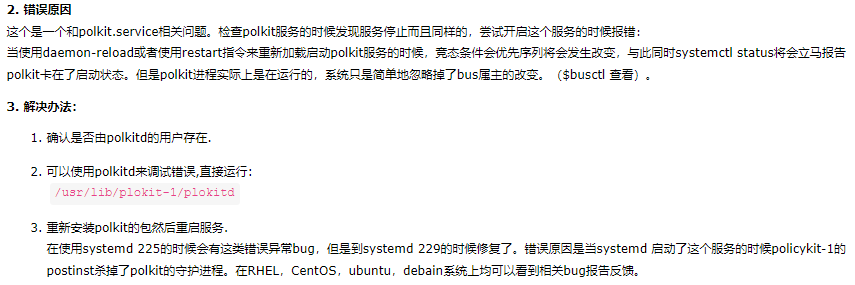 2. 错误原因
这个是一个和polkit.service相关问题。检查polkit服务的时候发现服务停止而且同样的，尝试开启这个服务的时候报错：
当使用daemon-reload或者使用restart指令来重新加载启动polkit服务的时候，竞态条件会优先序列将会发生改变，与此同时systemctl status将会立马报告
polkit卡在了启动状态。但是polkit进程实际上是在运行的，系统只是简单地忽略掉了bus属主的改变。（$busctl 查看）。
3. 解决办法：
1. 确认是否由polkitd的用户存在.
2. 可以使用polkitd来调试错误,直接运行：
/usr/lib/plokit-1/plokitd
3. 重新安装polkit的包然后重启服务.
在使用systemd 225的时候会有这类错误异常bug，但是到systemd 229的时候修复了。错误原因是当systemd 启动了这个服务的时候policykit-1的
postinst杀掉了polkit的守护进程。在RHEL，CentOS，ubuntu，debain系统上均可以看到相关bug报告反馈。